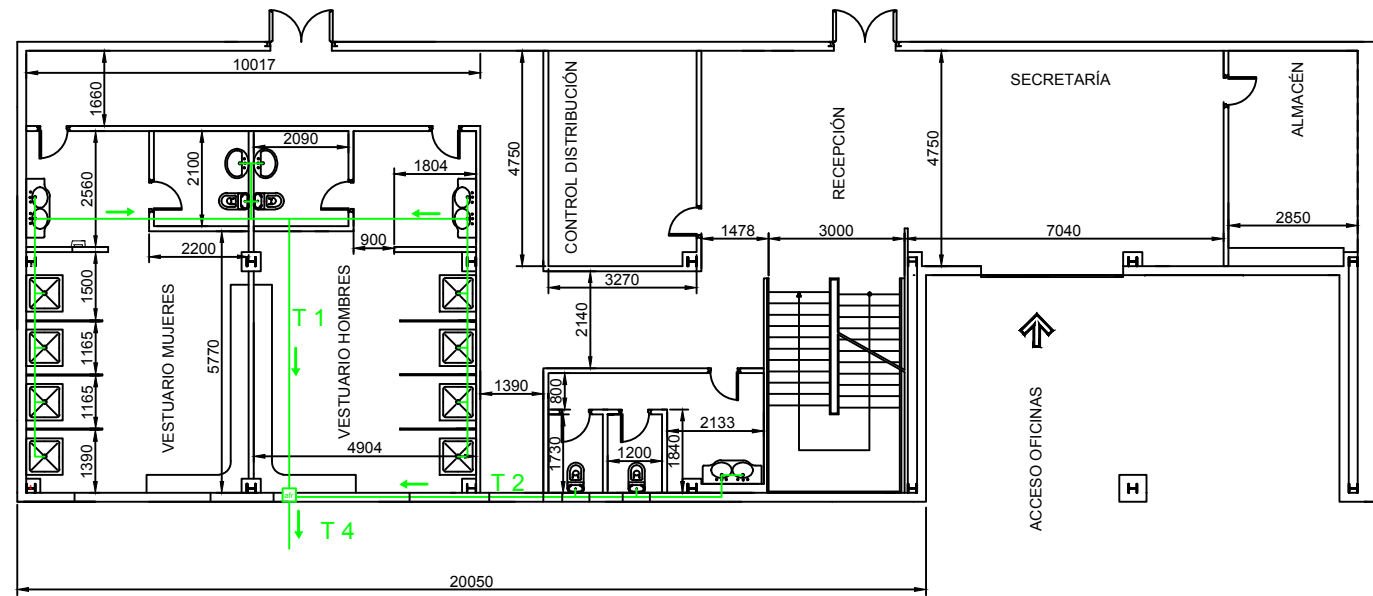 10017
1660
4750
CONTROL DISTRIBUCIÓN
RECEPCIÓN
4750
SECRETARÍA
ALMACÉN
2090
2100
2560
1804
2200
900
1478
3000
7040
2850
3270
1500
1165
1165
1390
VESTUARIO MUJERES
5770
T 1
VESTUARIO HOMBRES
4904
2140
1390
800
1730
1200
1840
2133
T 2
T 4
ACCESO OFICINAS
20050